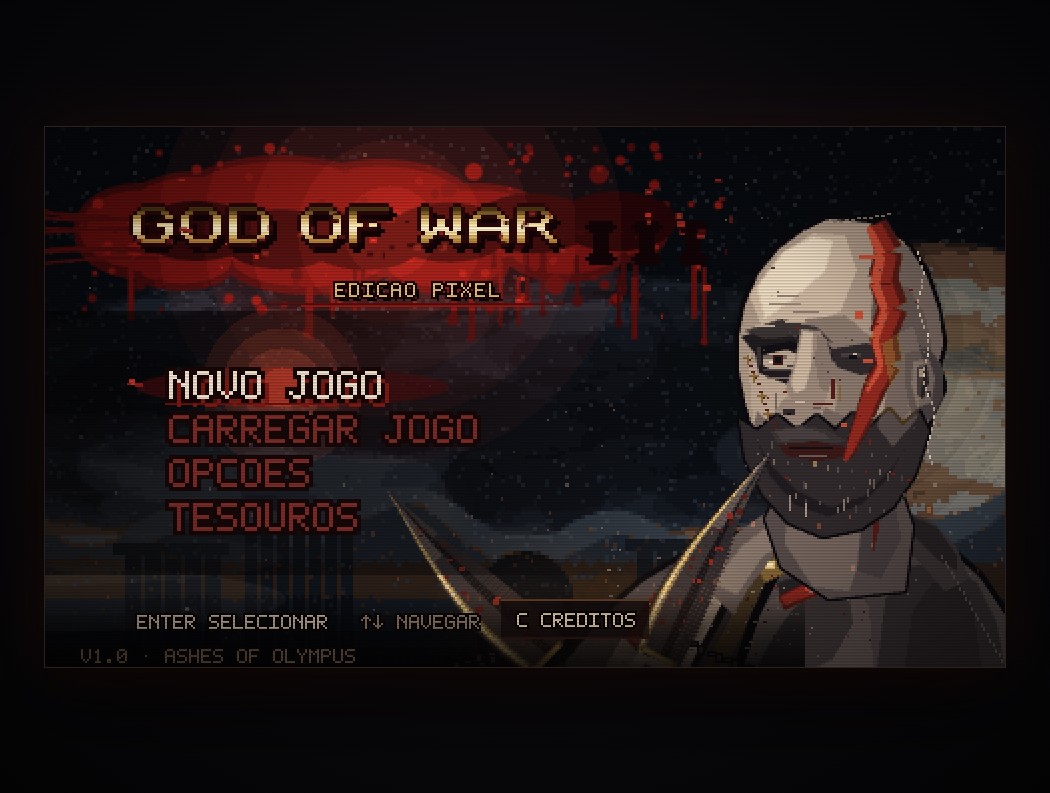 GOD OF WAR III
EDICAO PIXEL
NOVO JOGO
CARREGAR JOGO
OPCOES
TESOUROS
ENTER SELECIONAR ↑↓ NAVEGAR C CREDITOS
V1.0 · ASHES OF OLYMPUS